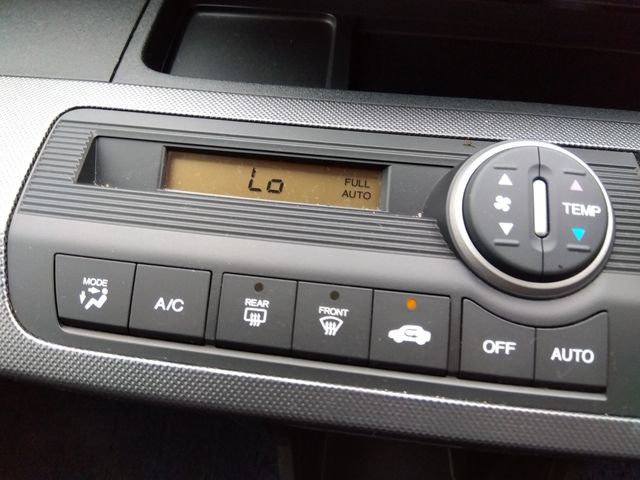 Lo
FULL
AUTO
TEMP
MODE
A/C
REAR
FRONT
OFF
AUTO